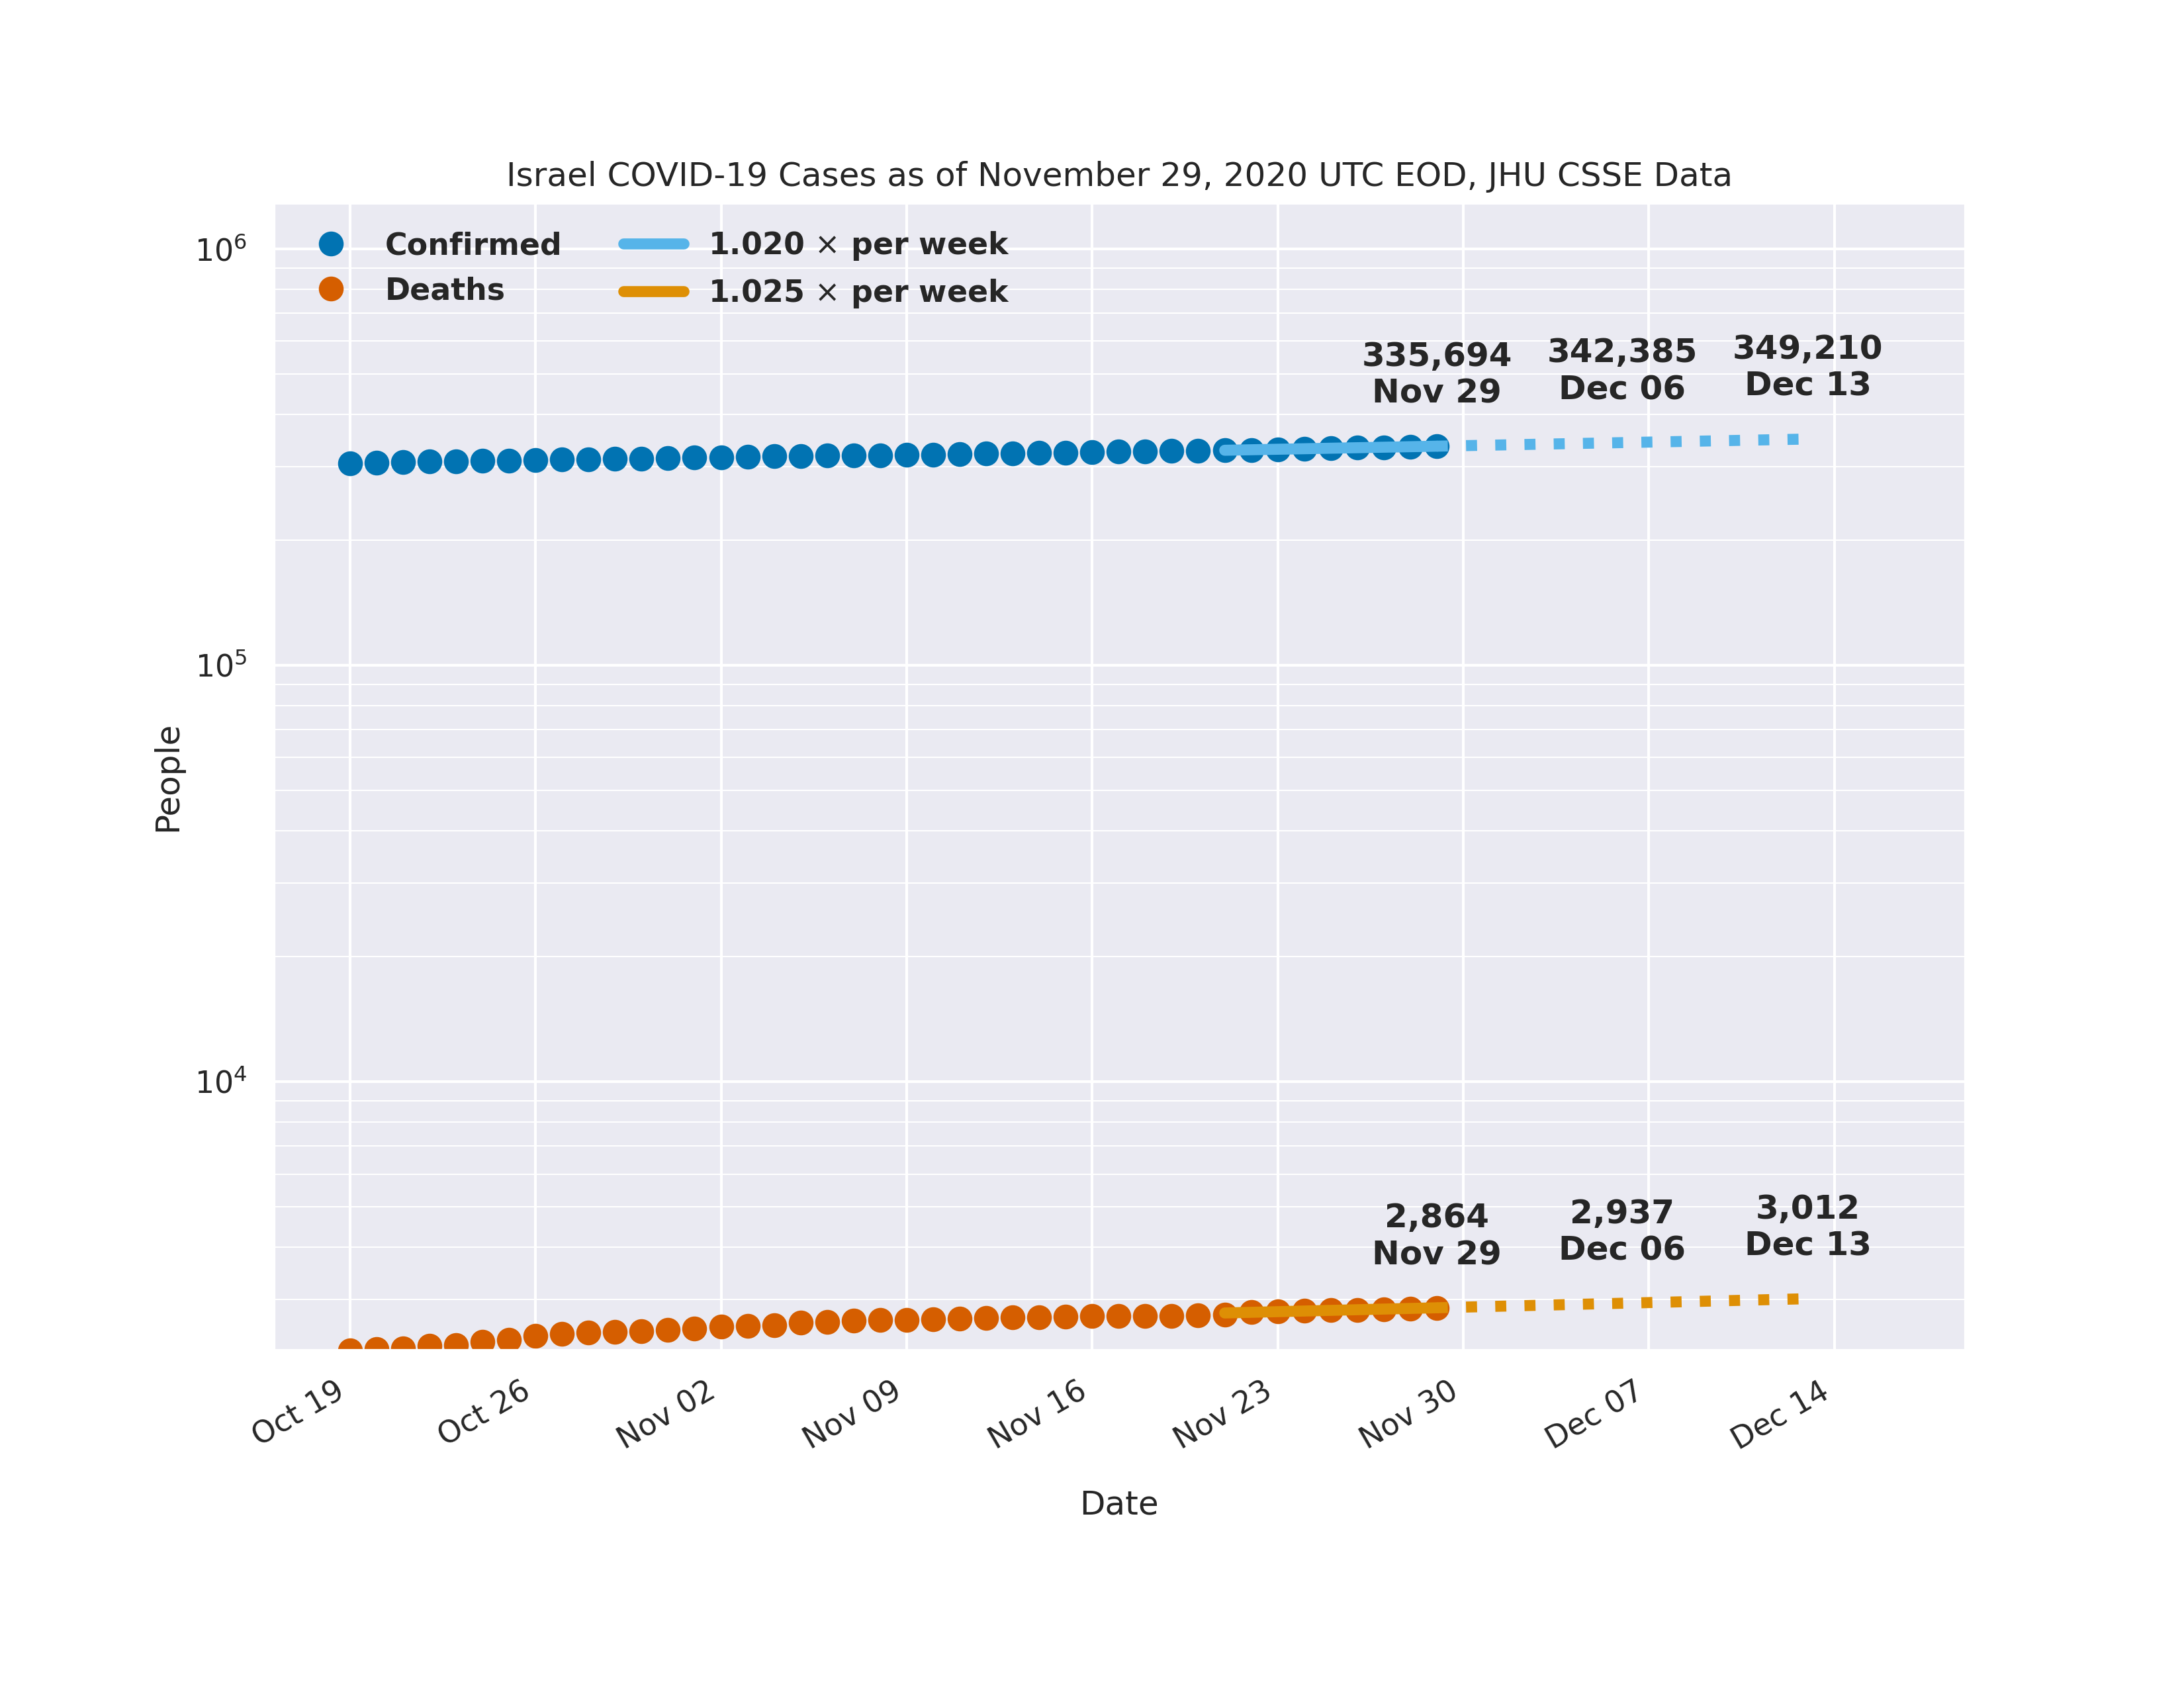 Israel COVID-19 Cases as of November 29, 2020 UTC EOD, JHU CSSE Data
Confirmed
Deaths
1.020 × per week
1.025 × per week
10⁶
10⁵
10⁴
People
335,694
Nov 29
342,385
Dec 06
349,210
Dec 13
2,864
Nov 29
2,937
Dec 06
3,012
Dec 13
Oct 19
Oct 26
Nov 02
Nov 09
Nov 16
Nov 23
Nov 30
Dec 07
Dec 14
Date